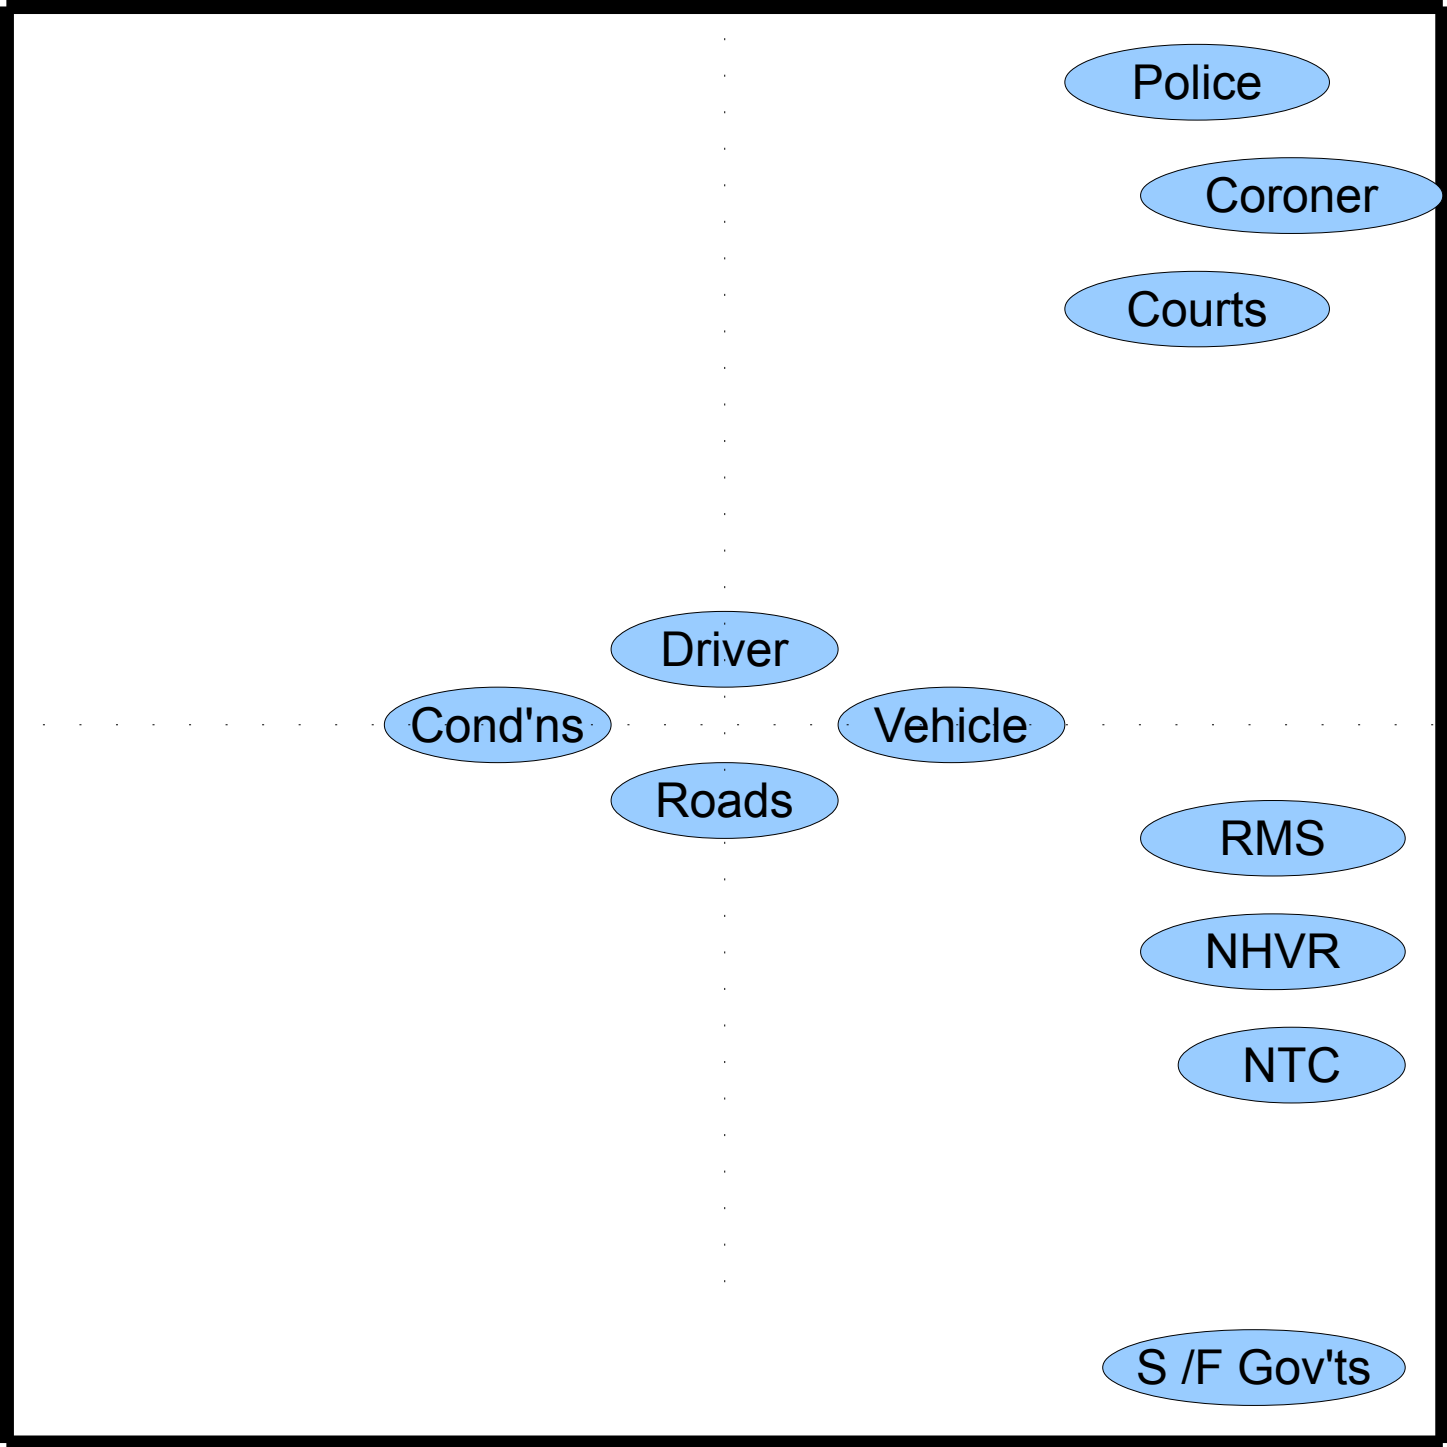 Police
Coroner
Courts
Driver
Cond'ns
Vehicle
Roads
RMS
NHVR
NTC
S /F Gov'ts